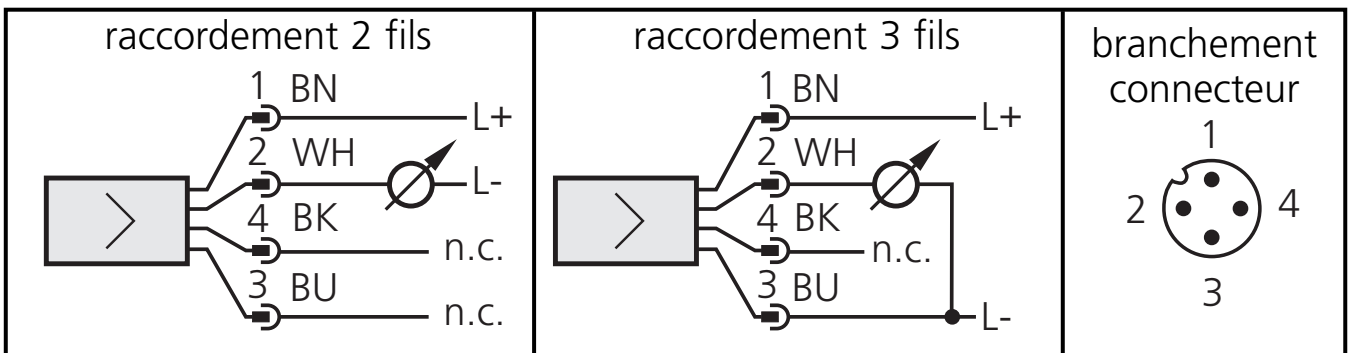 raccordement 2 fils
1 BN
L+
2 WH
L-
4 BK
n.c.
3 BU
n.c.
raccordement 3 fils
1 BN
L+
2 WH
4 BK
n.c.
3 BU
L-
branchement
connecteur
1
2 4
3